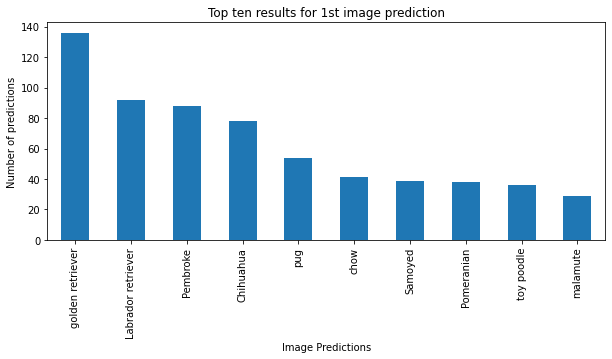 Top ten results for 1st image prediction
Number of predictions
140
120
100
80
60
40
20
0
golden retriever
Labrador retriever
Pembroke
Chihuahua
pug
chow
Samoyed
Pomeranian
toy poodle
malamute
Image Predictions